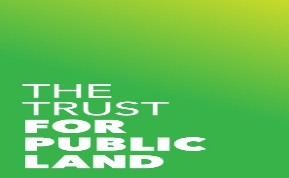 THE
TRUST
FOR
PUBLIC
LAND